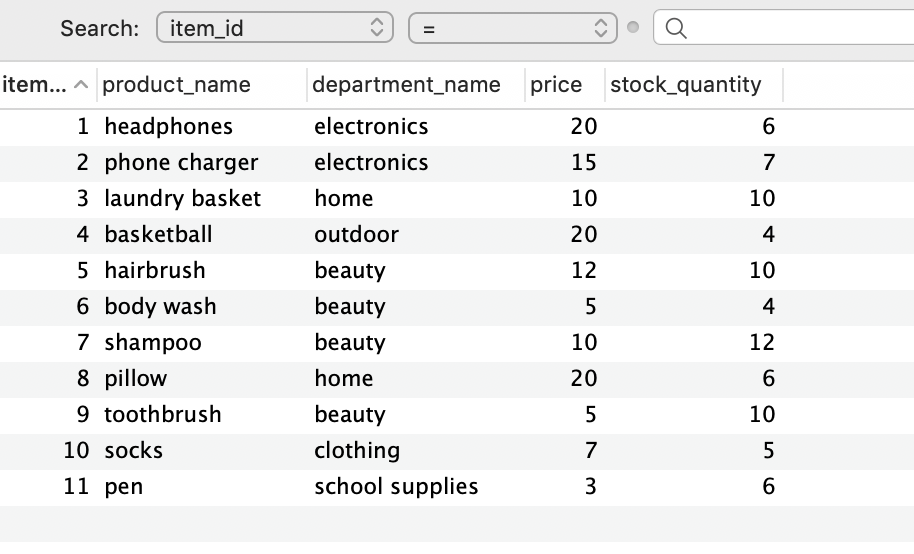 Search: item_id =
item... product_name department_name price stock_quantity
1 headphones electronics 20 6
2 phone charger electronics 15 7
3 laundry basket home 10 10
4 basketball outdoor 20 4
5 hairbrush beauty 12 10
6 body wash beauty 5 4
7 shampoo beauty 10 12
8 pillow home 20 6
9 toothbrush beauty 5 10
10 socks clothing 7 5
11 pen school supplies 3 6